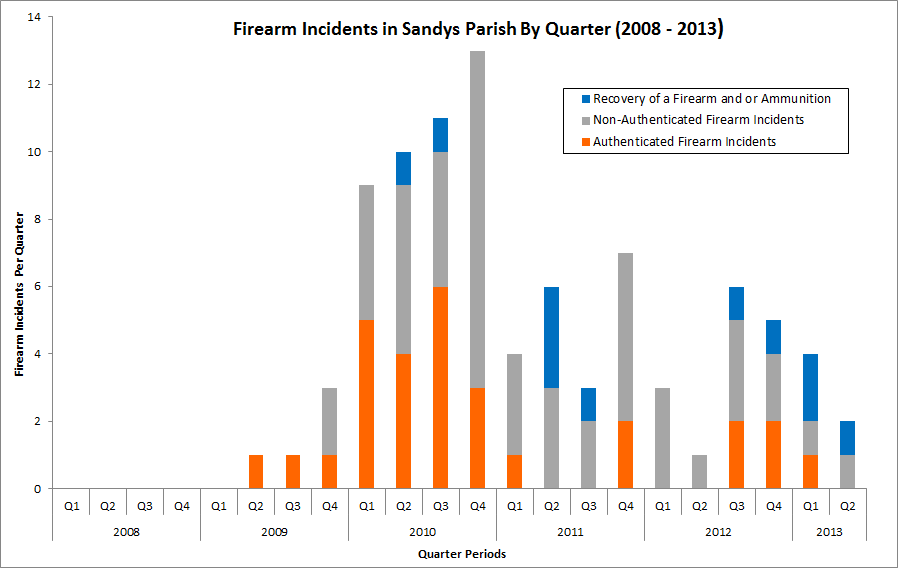 Firearm Incidents in Sandys Parish By Quarter (2008 - 2013)
Recovery of a Firearm and or Ammunition
Non-Authenticated Firearm Incidents
Authenticated Firearm Incidents
Firearm Incidents Per Quarter
14
12
10
8
6
4
2
0
Q1 Q2 Q3 Q4 Q1 Q2 Q3 Q4 Q1 Q2 Q3 Q4 Q1 Q2 Q3 Q4 Q1 Q2 Q3 Q4 Q1 Q2
2008 2009 2010 2011 2012 2013
Quarter Periods